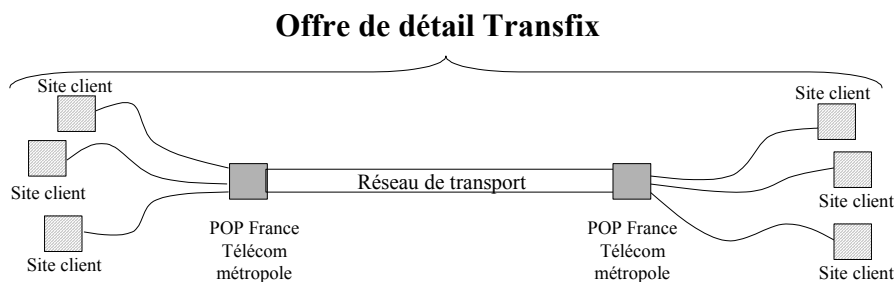 Offre de détail Transfix
Site client
Site client
Site client
Site client
Site client
Site client
Réseau de transport
POP France
Télécom
métropole
POP France
Télécom
métropole